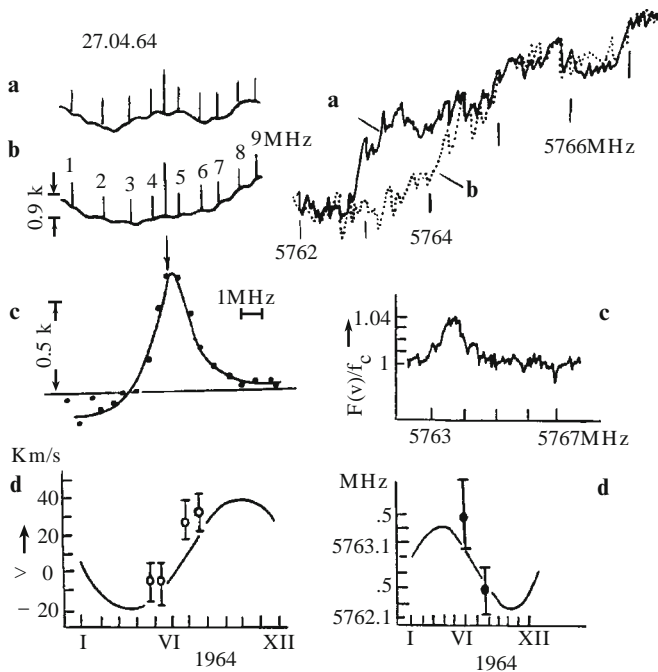 27.04.64
a
b
1 2 3 4 5 6 7 8 9MHz
0.9 k
c
1MHz
0.5 k
Km/s
d
40
20
0
– 20
V
I VI XII
1964
a
b
5766MHz
5762
5764
c
1.04
1
F(ν)/f c
5763 5767MHz
MHz
d
.5
5763.1
.5
5762.1
I VI XII
1964